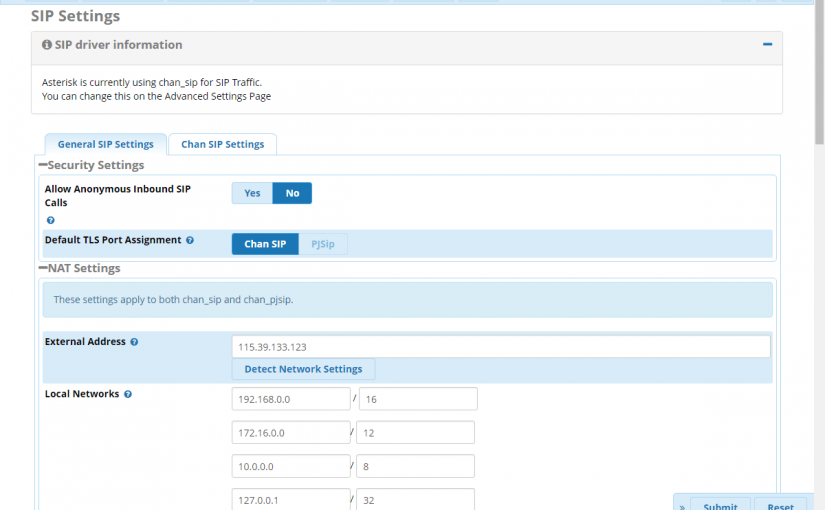 SIP Settings
SIP driver information
Asterisk is currently using chan_sip for SIP Traffic.
You can change this on the Advanced Settings Page
General SIP Settings
Chan SIP Settings
Security Settings
Allow Anonymous Inbound SIP
Calls
Yes
No
Default TLS Port Assignment
Chan SIP
PJSip
NAT Settings
These settings apply to both chan_sip and chan_pjsip.
External Address
115.39.133.123
Detect Network Settings
Local Networks
192.168.0.0 / 16
172.16.0.0 / 12
10.0.0.0 / 8
127.0.0.1 / 32
» Submit Reset